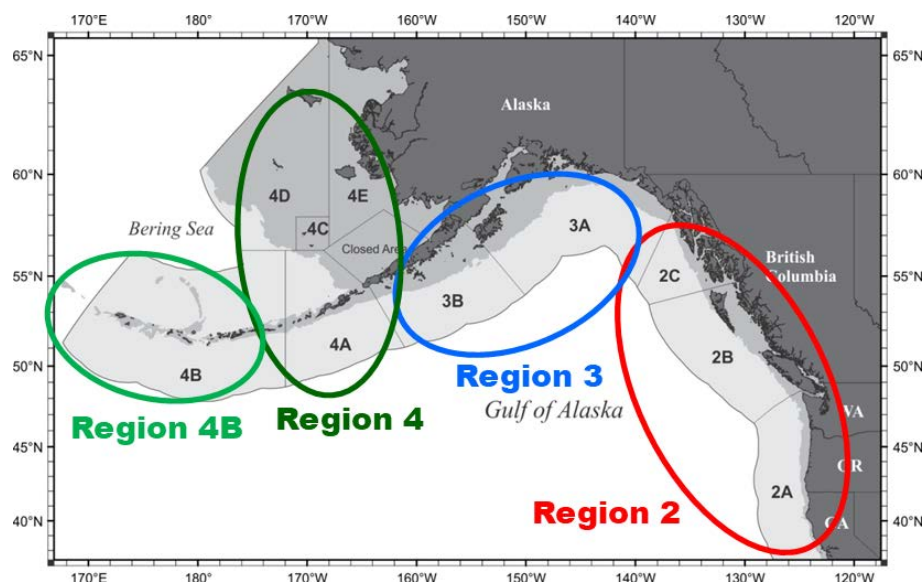 170°E 180° 170°W 160°W 150°W 140°W 130°W 120°W
65°N 65°N
Alaska
60°N 60°N
4D 4E
3A
4C
Bering Sea
Closed Area
British
Columbia
2C
55°N 55°N
3B
4A
2B
50°N 50°N
4B
Region 3
WA
Gulf of Alaska
Region 4
Region 4B
45°N 45°N
OR
2A
Region 2
40°N CA 40°N
170°E 180° 170°W 160°W 150°W 140°W 130°W 120°W